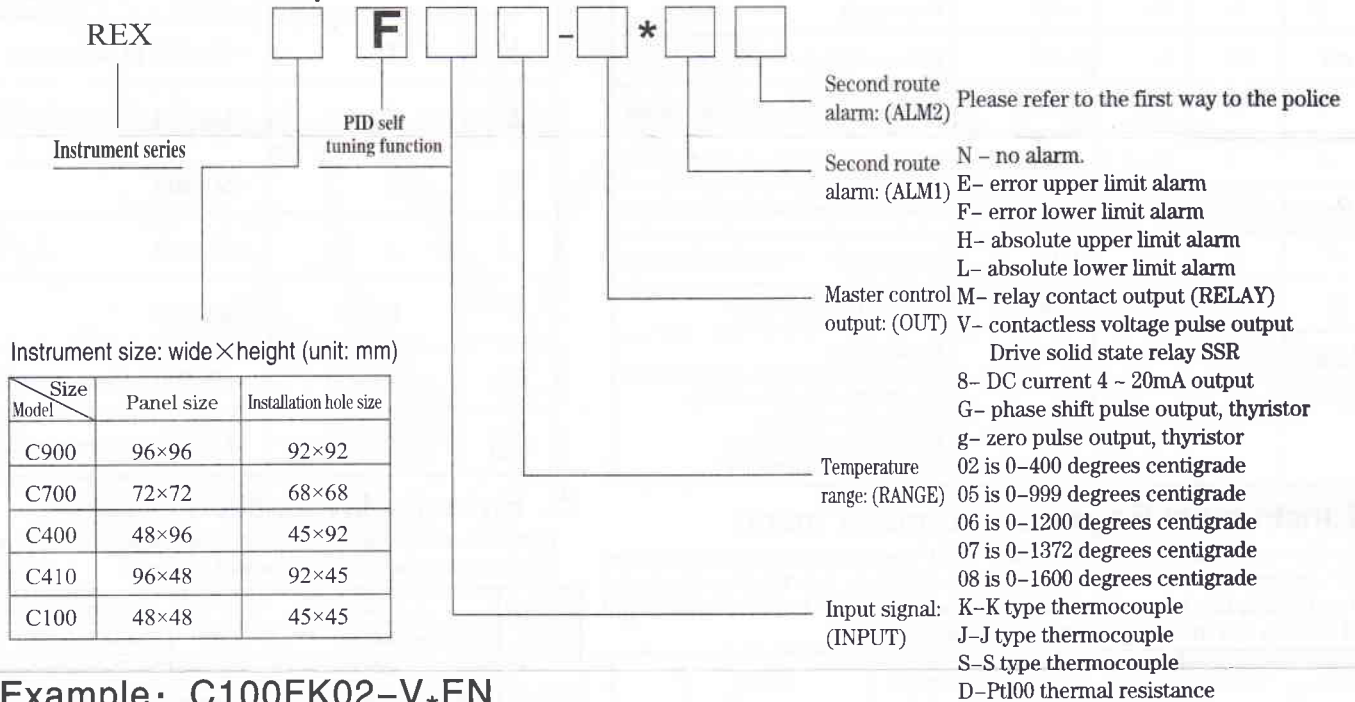 REX F - *
Instrument series
PID self
tuning function
Second route
alarm: (ALM2) Please refer to the first way to the police
Second route
alarm: (ALM1)
N – no alarm.
E– error upper limit alarm
F– error lower limit alarm
H– absolute upper limit alarm
L– absolute lower limit alarm
Master control
output: (OUT)
M– relay contact output (RELAY)
V– contactless voltage pulse output
Drive solid state relay SSR
8– DC current 4 ~ 20mA output
G– phase shift pulse output, thyristor
g– zero pulse output, thyristor
Temperature
range: (RANGE)
02 is 0–400 degrees centigrade
05 is 0–999 degrees centigrade
06 is 0–1200 degrees centigrade
07 is 0–1372 degrees centigrade
08 is 0–1600 degrees centigrade
Input signal:
(INPUT)
K–K type thermocouple
J–J type thermocouple
S–S type thermocouple
D–Ptl00 thermal resistance
Instrument size: wide×height (unit: mm)
Size
Model Panel size Installation hole size
C900 96×96 92×92
C700 72×72 68×68
C400 48×96 45×92
C410 96×48 92×45
C100 48×48 45×45
Example: C100FK02–V*EN